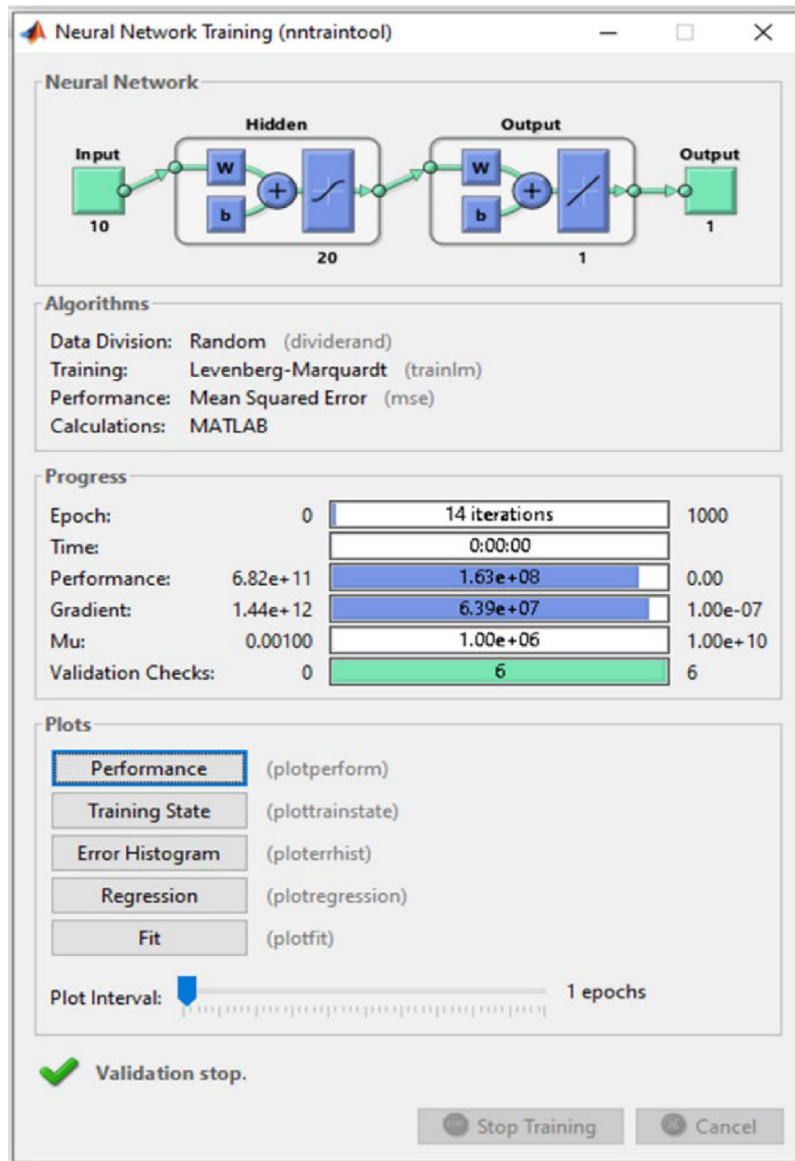 Neural Network Training (nntraintool)
Neural Network
Hidden Output
Input Output
W W
b b
10
20 1
1
Algorithms
Data Division: Random (dividerand)
Training: Levenberg-Marquardt (trainlm)
Performance: Mean Squared Error (mse)
Calculations: MATLAB
Progress
Epoch: 0 14 iterations 1000
Time: 0:00:00
Performance: 6.82e+11 1.63e+08 0.00
Gradient: 1.44e+12 6.39e+07 1.00e-07
Mu: 0.00100 1.00e+06 1.00e+10
Validation Checks: 0 6 6
Plots
Performance (plotperform)
Training State (plottrainstate)
Error Histogram (ploterrhist)
Regression (plotregression)
Fit (plotfit)
Plot Interval: 1 epochs
Validation stop.
Stop Training Cancel